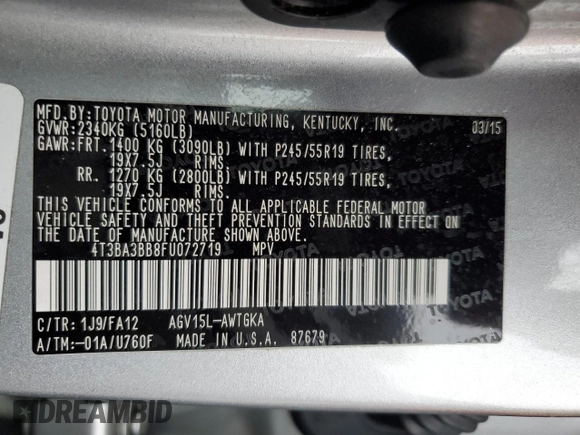 MFD.BY:TOYOTA MOTOR MANUFACTURING, KENTUCKY, INC. 03/15
GVWR:2340KG (5160LB)
GAWR:FRT.1400 KG (3090LB) WITH P245/55R19 TIRES,
19X7.5J RIMS.
RR. 1270 KG (2800LB) WITH P245/55R19 TIRES,
19X7.5J RIMS.
THIS VEHICLE CONFORMS TO ALL APPLICABLE FEDERAL MOTOR
VEHICLE SAFETY AND THEFT PREVENTION STANDARDS IN EFFECT ON
THE DATE OF MANUFACTURE SHOWN ABOVE.
4T3BA3BB8FU072719 MPV
C/TR:1J9/FA12 AGV15L-AWTGKA
A/TM:-01A/U760F MADE IN U.S.A. 87679
DREAMBID